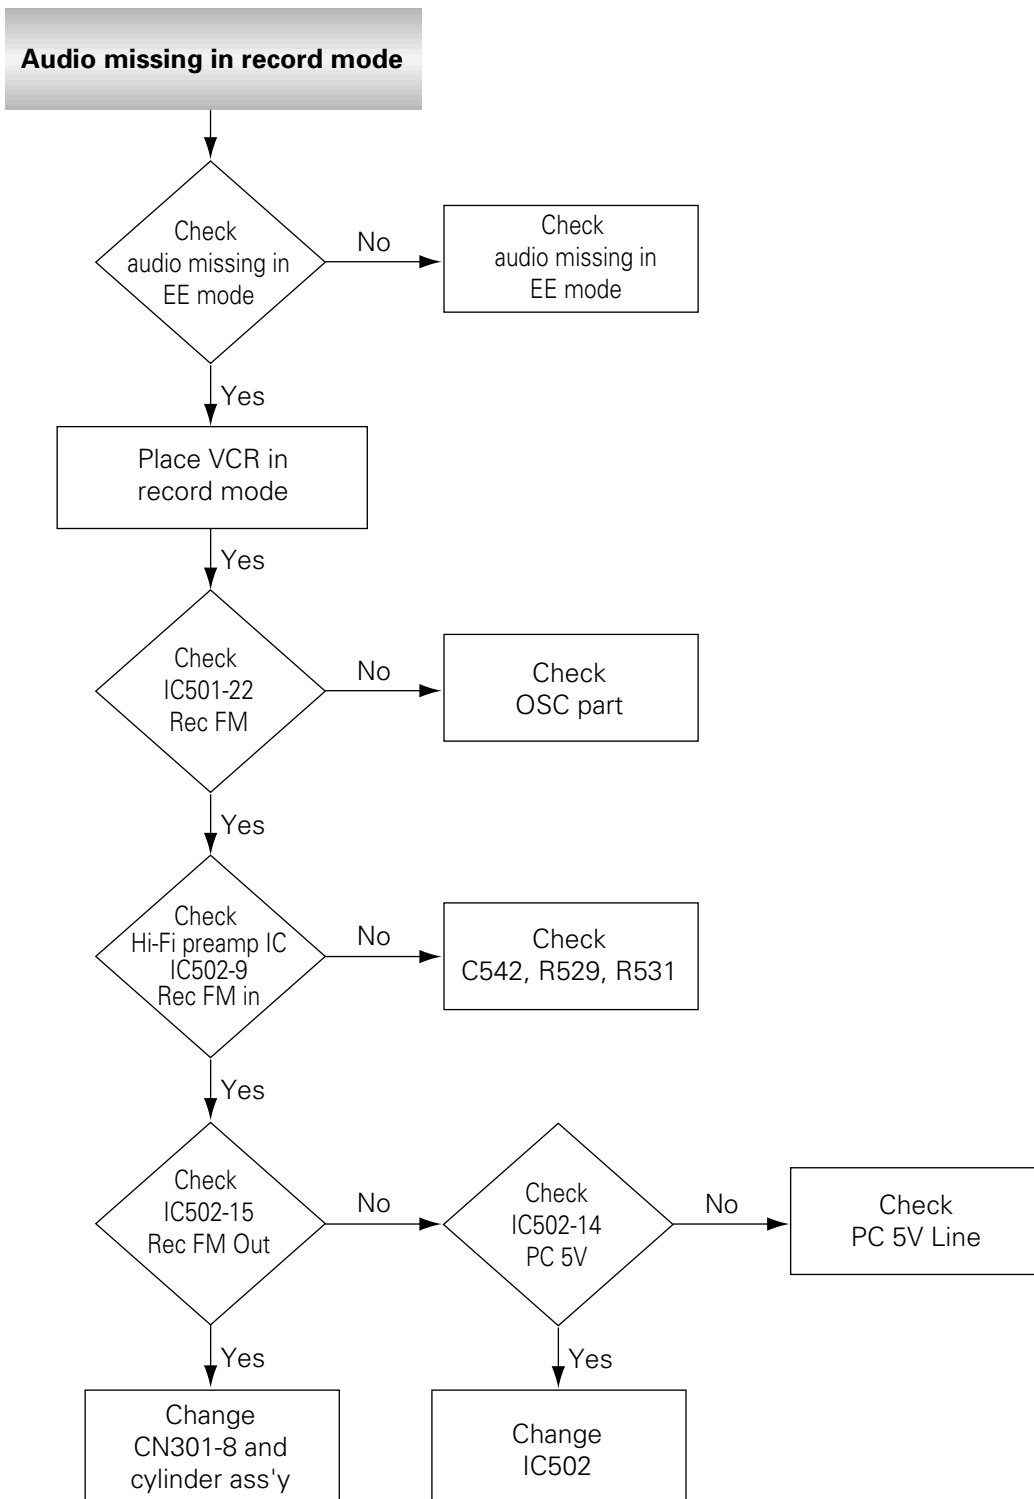 Audio missing in record mode
Check
audio missing in
EE mode
No
Check
audio missing in
EE mode
Yes
Place VCR in
record mode
Yes
Check
IC501-22
Rec FM
No
Check
OSC part
Yes
Check
Hi-Fi preamp IC
IC502-9
Rec FM in
No
Check
C542, R529, R531
Yes
Check
IC502-15
Rec FM Out
No
Check
IC502-14
PC 5V
No
Check
PC 5V Line
Yes
Change
CN301-8 and
cylinder ass'y
Yes
Change
IC502